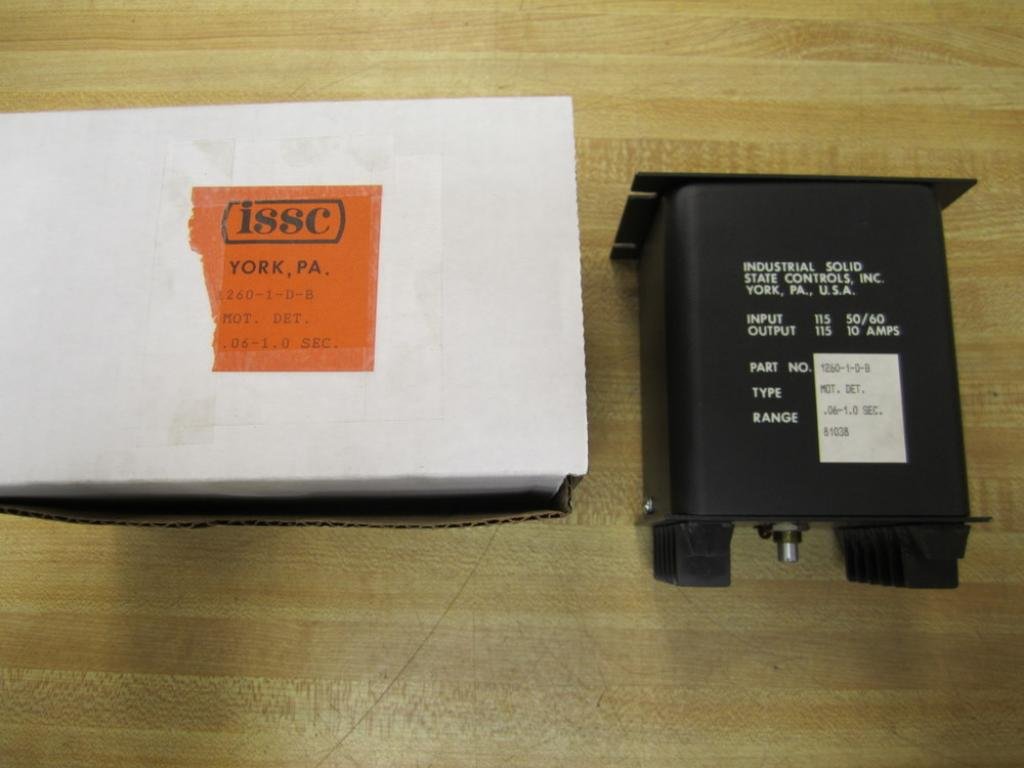 issc
YORK, PA.
1260-1-D-B
MOT. DET.
.06-1.0 SEC.
INDUSTRIAL SOLID
STATE CONTROLS, INC.
YORK, PA., U.S.A.
INPUT 115 50/60
OUTPUT 115 10 AMPS
PART NO. 1260-1-D-B
TYPE MOT. DET.
RANGE .06-1.0 SEC.
81038